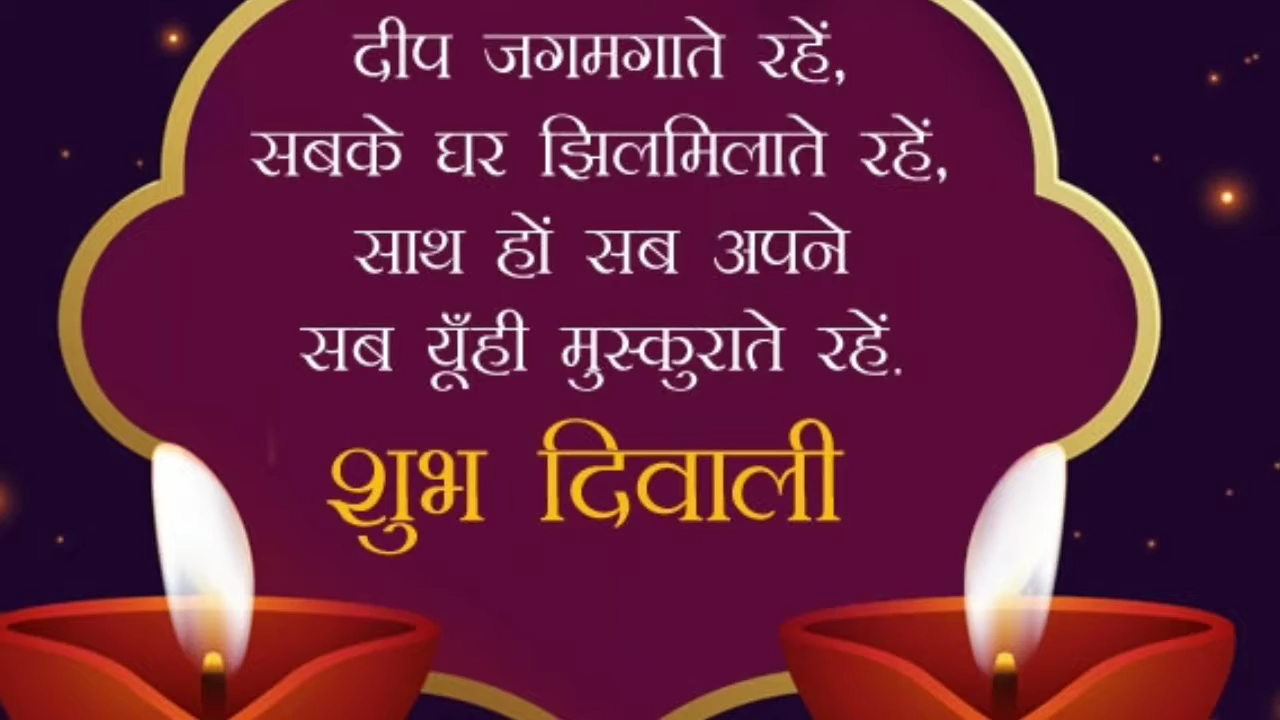 दीप जगमगाते रहें,
सबके घर झिलमिलाते रहें,
साथ हों सब अपने
सब यूँही मुस्कुराते रहें.
शुभ दिवाली